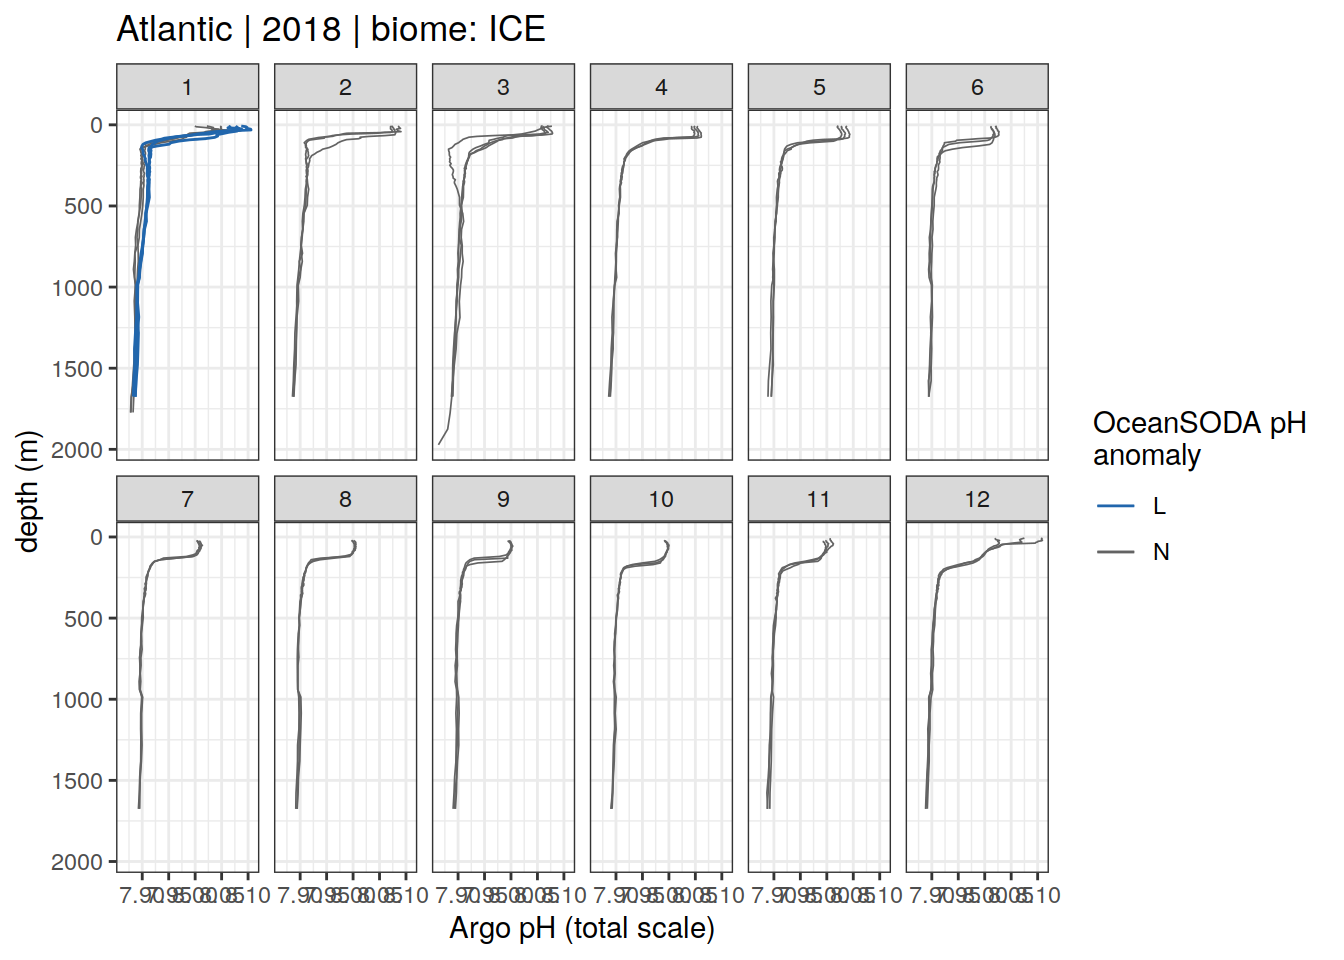 Atlantic | 2018 | biome: ICE
1 2 3 4 5 6
0
500
1000
1500
2000
7 8 9 10 11 12
0
500
1000
1500
2000
depth (m)
Argo pH (total scale)
OceanSODA pH
anomaly
L
N